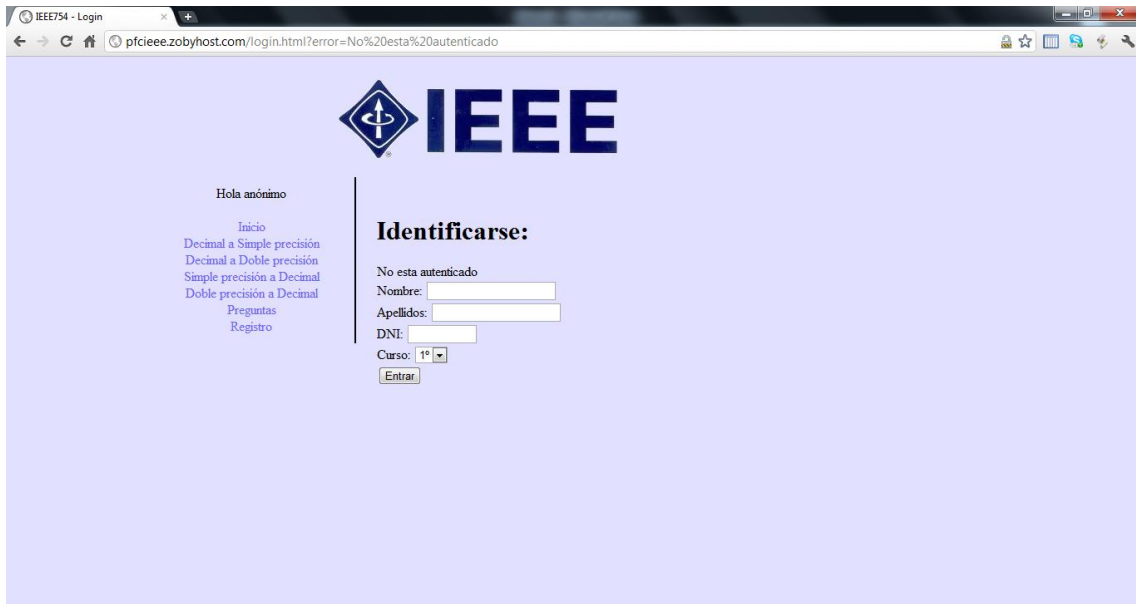 IEEE754 - Login
pfcieee.zobyhost.com/login.html?error=No%20esta%20autenticado
IEEE
Hola anónimo
Inicio
Decimal a Simple precisión
Decimal a Doble precisión
Simple precisión a Decimal
Doble precisión a Decimal
Preguntas
Registro
Identificarse:
No esta autenticado
Nombre:
Apellidos:
DNI:
Curso: 1º
Entrar